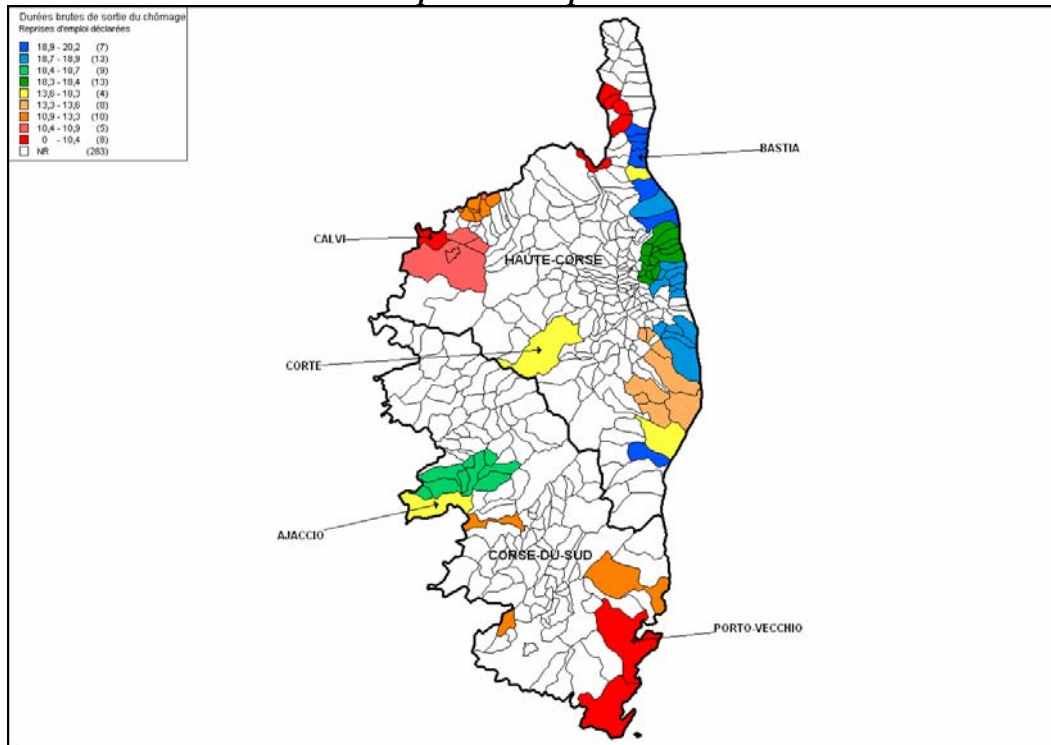 Durées brutes de sortie du chômage
Reprises d'emploi déclarées
18,9 - 20,2 (7)
18,7 - 18,9 (13)
18,4 - 18,7 (9)
18,3 - 18,4 (13)
13,6 - 18,3 (4)
13,3 - 13,6 (8)
10,9 - 13,3 (10)
10,4 - 10,9 (5)
0 - 10,4 (8)
NR (283)
BASTIA
CALVI
HAUTE-CORSE
CORTE
AJACCIO
CORSE-DU-SUD
PORTO-VECCHIO